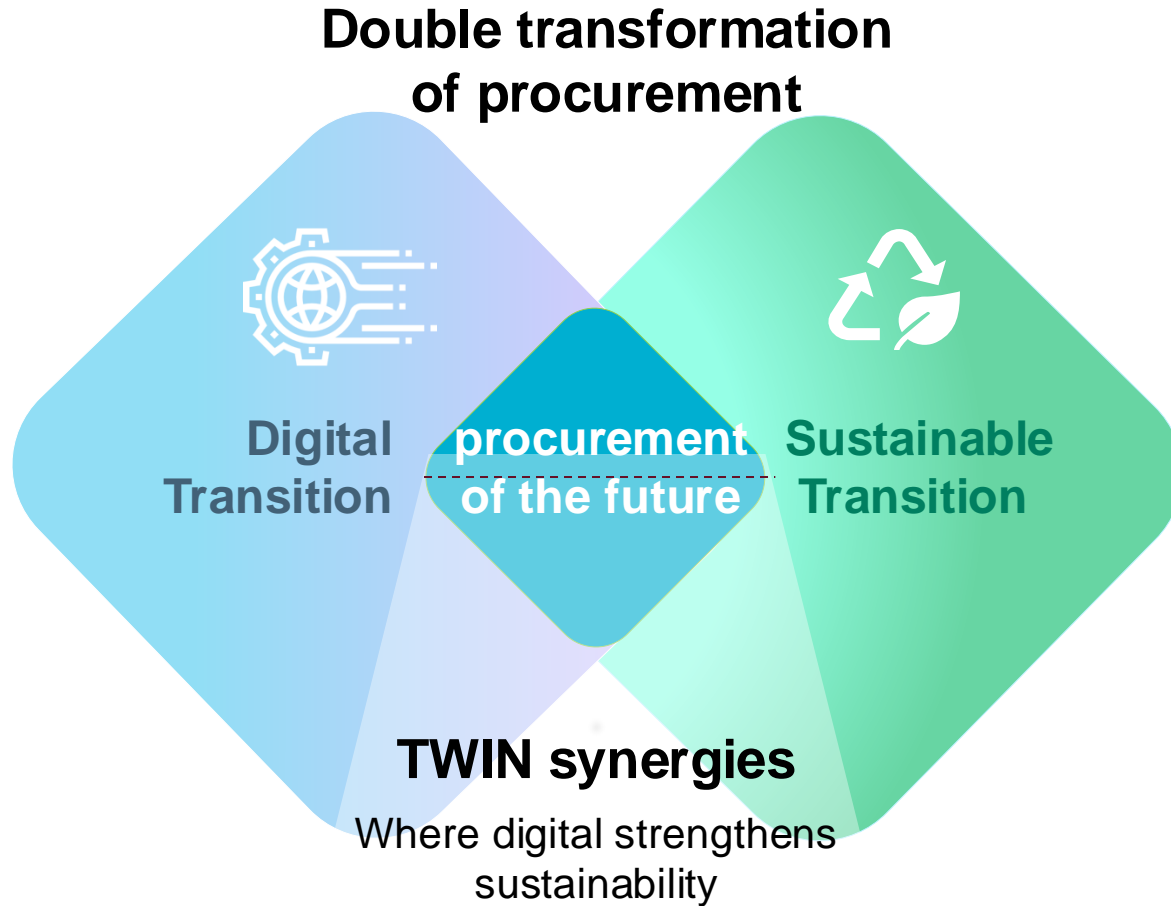 Double transformation
of procurement
Digital
Transition
procurement
of the future
Sustainable
Transition
TWIN synergies
Where digital strengthens
sustainability